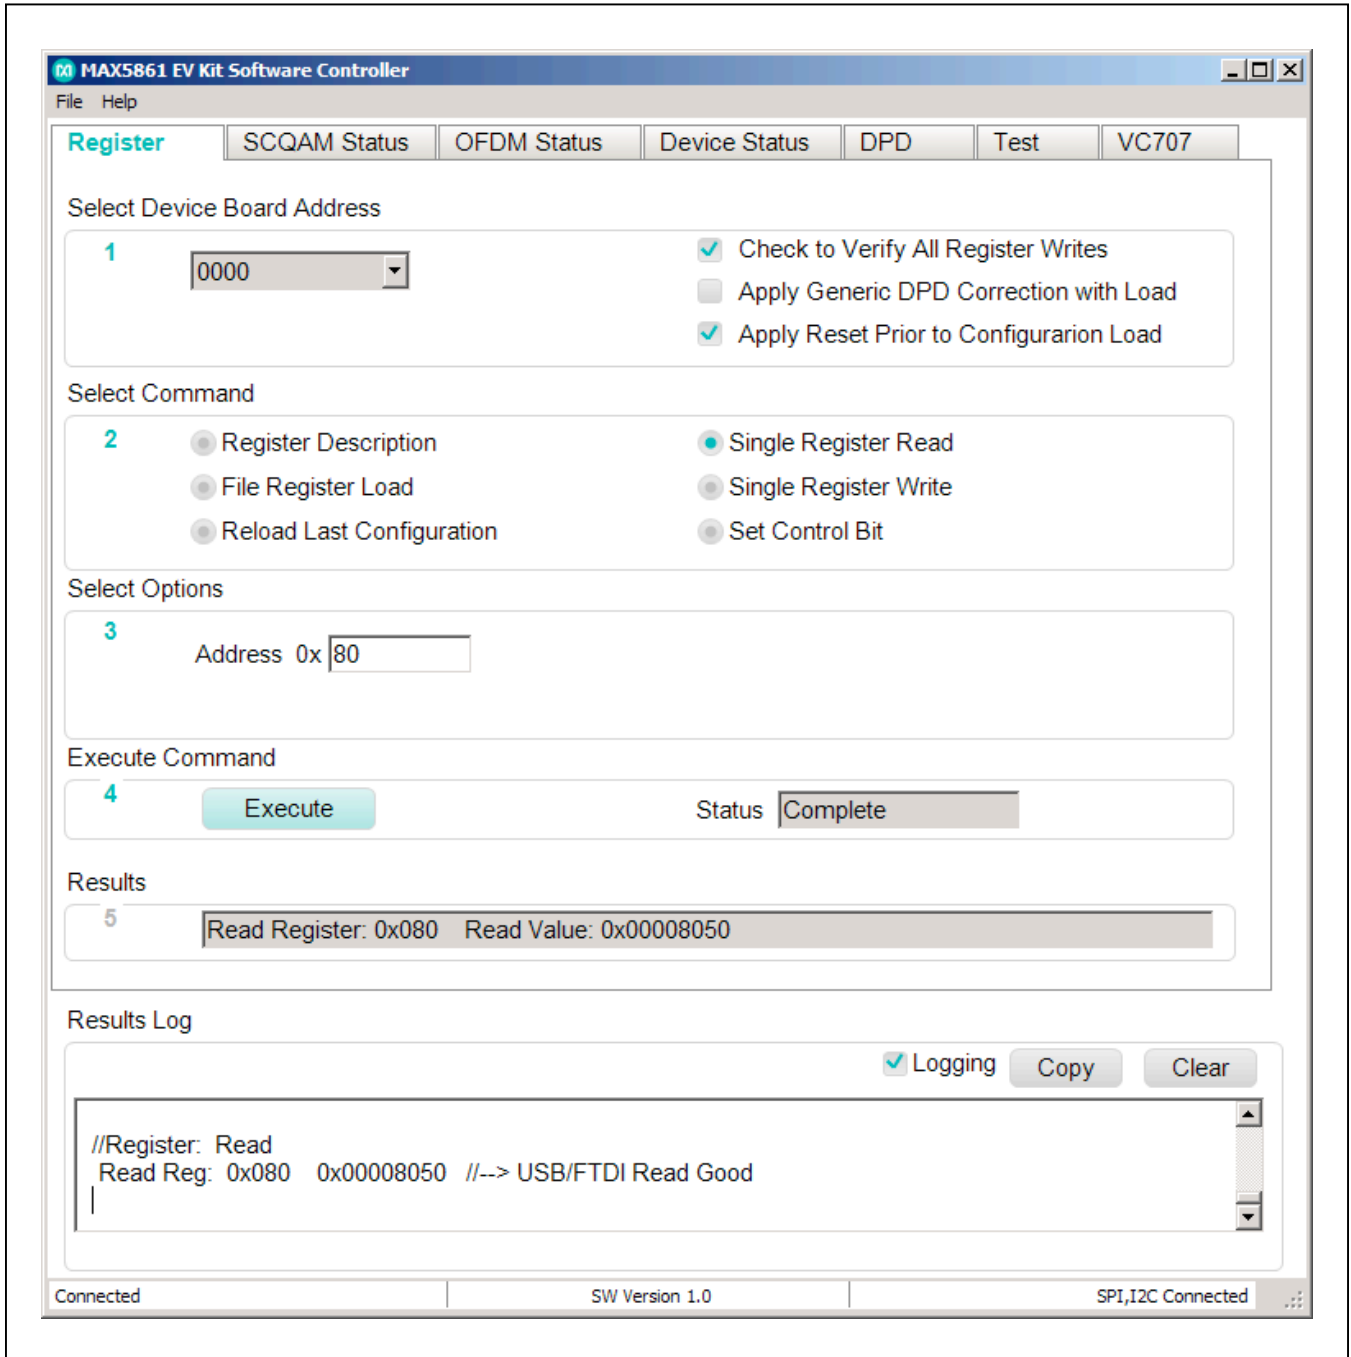 MAX5861 EV Kit Software Controller
File Help
Register SCQAM Status OFDM Status Device Status DPD Test VC707
Select Device Board Address
1
0000
Check to Verify All Register Writes
Apply Generic DPD Correction with Load
Apply Reset Prior to Configurarion Load
Select Command
2
Register Description Single Register Read
File Register Load Single Register Write
Reload Last Configuration Set Control Bit
Select Options
3
Address 0x 80
Execute Command
4
Execute Status Complete
Results
5
Read Register: 0x080 Read Value: 0x00008050
Results Log
Logging Copy Clear
//Register: Read
Read Reg: 0x080 0x00008050 //--> USB/FTDI Read Good
Connected SW Version 1.0 SPI,I2C Connected